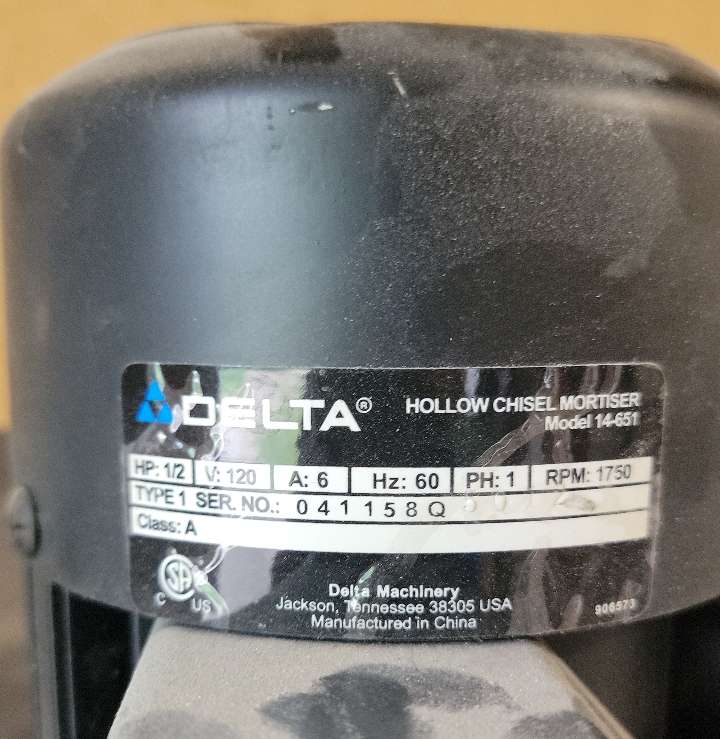 DELTA®
HOLLOW CHISEL MORTISER
Model 14-651
HP: 1/2 V: 120 A: 6 Hz: 60 PH: 1 RPM: 1750
TYPE 1 SER. NO.: 041158Q
Class: A
SA
C US
Delta Machinery
Jackson, Tennessee 38305 USA
Manufactured in China
906573